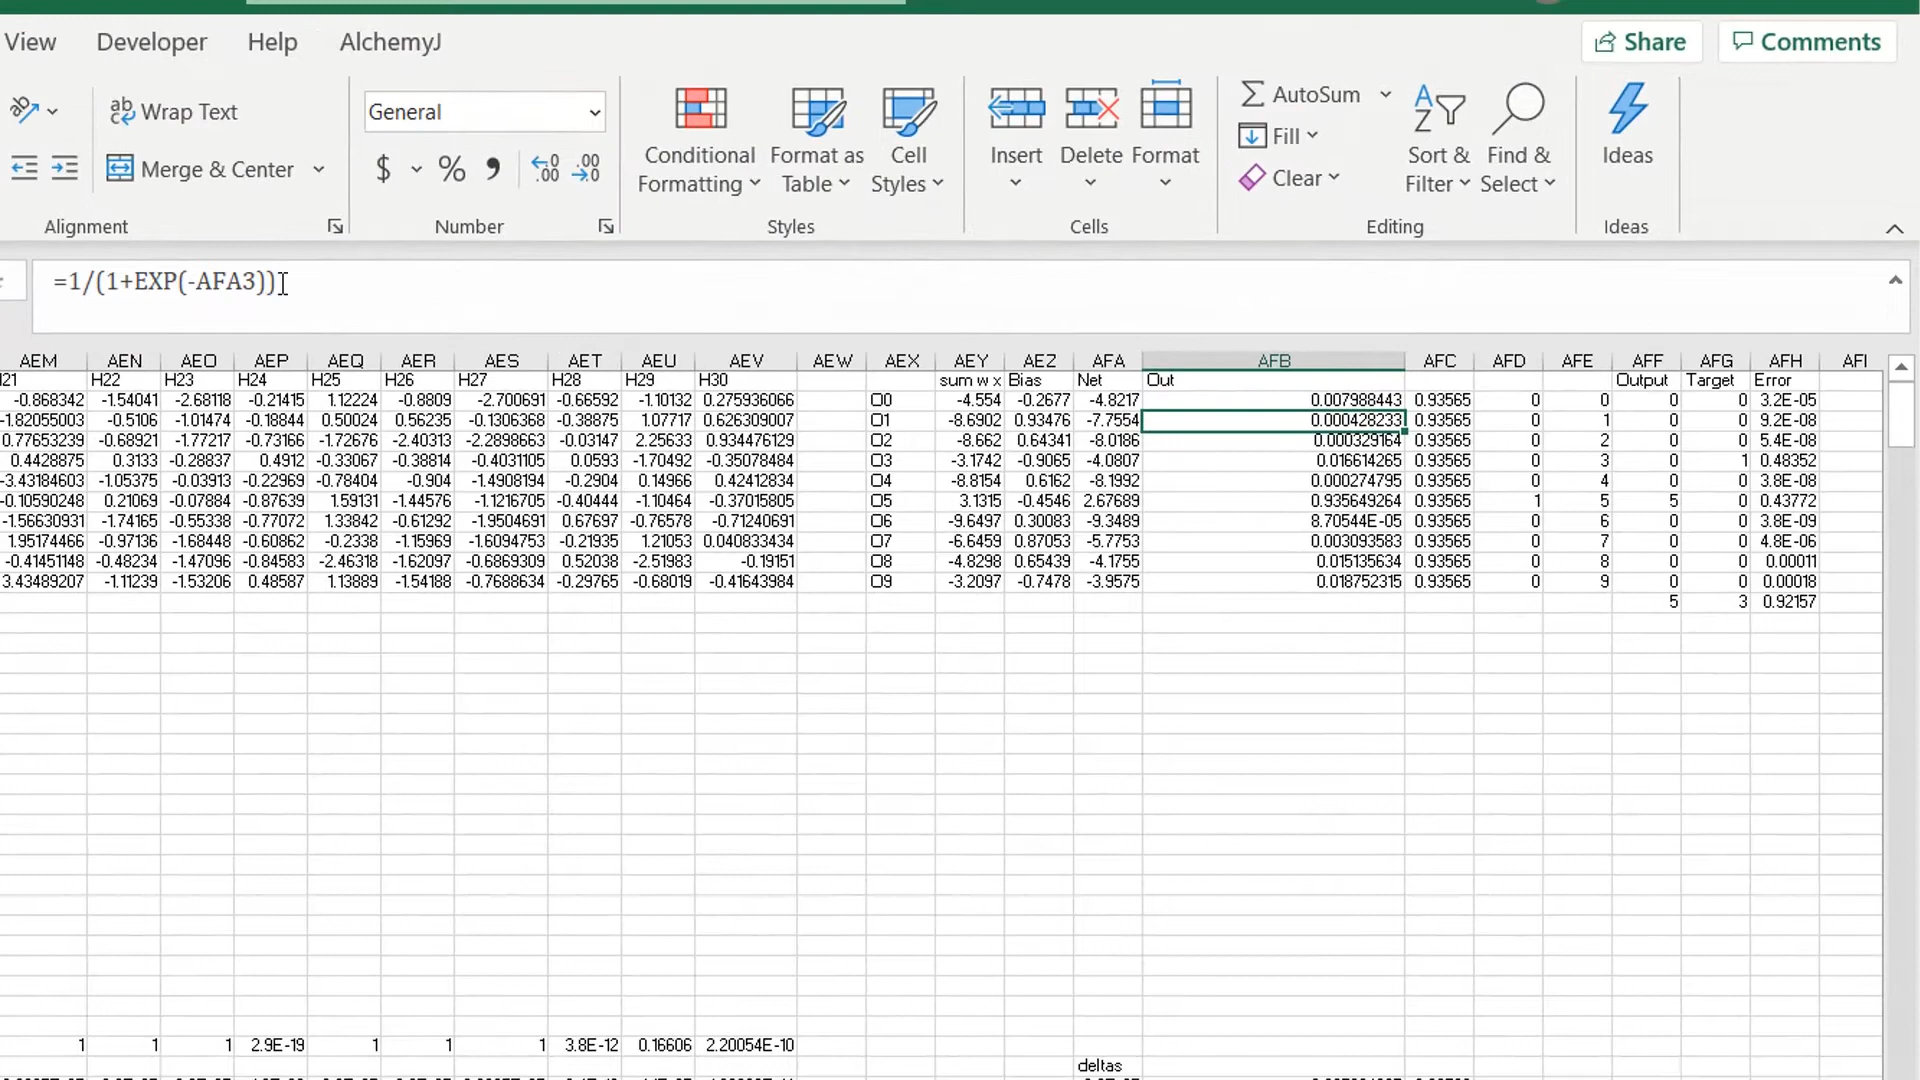 View Developer Help AlchemyJ Share Comments
ab Wrap Text General AutoSum
Merge & Center $ % Conditional Formatting Format as Table Cell Styles Insert Delete Format Fill Clear Sort & Filter Find & Select Ideas
Alignment Number Styles Cells Editing Ideas
=1/(1+EXP(-AFA3))
AEM AEN AEO AEP AEQ AER AES AET AEU AEV AEW AEX AEY AEZ AFA AFB AFC AFD AFE AFF AFG AFH AFI
H22 H23 H24 H25 H26 H27 H28 H29 H30 sum w x Bias Net Out Output Target Error
-0.868342 -1.54041 -2.68118 -0.21415 1.12224 -0.8809 -2.700691 -0.66592 -1.10132 0.275936066 O0 -4.554 -0.2677 -4.8217 0.007988443 0.93565 0 0 0 0 3.2E-05
-1.82055003 -0.5106 -1.01474 -0.18844 0.50024 0.56235 -0.1306368 -0.38875 1.07717 0.626309007 O1 -8.6902 0.93476 -7.7554 0.000428233 0.93565 0 1 0 0 9.2E-08
0.77653239 -0.68921 -1.77217 -0.73166 -1.72676 -2.40313 -2.2898663 -0.03147 2.25633 0.934476129 O2 -8.662 0.64341 -8.0186 0.000329164 0.93565 0 2 0 0 5.4E-08
0.4428875 0.3133 -0.28837 0.4912 -0.33067 -0.38814 -0.4031105 0.0593 -1.70492 -0.35078484 O3 -3.1742 -0.9065 -4.0807 0.016614265 0.93565 0 3 0 1 0.48352
-3.43184603 -1.05375 -0.03913 -0.22969 -0.78404 -0.904 -1.4908194 -0.2904 0.14966 0.42412834 O4 -8.8154 0.6162 -8.1992 0.000274795 0.93565 0 4 0 0 3.8E-08
-0.10590248 0.21069 -0.07884 -0.87639 1.59131 -1.44576 -1.1216705 -0.40444 -1.10464 -0.37015805 O5 3.1315 -0.4546 2.67689 0.935649264 0.93565 1 5 5 0 0.43772
-1.56630931 -1.74165 -0.55338 -0.77072 1.33842 -0.61292 -1.9504691 0.67697 -0.76578 -0.71240691 O6 -9.6497 0.30083 -9.3489 8.70544E-05 0.93565 0 6 0 0 3.8E-09
1.95174466 -0.97136 -1.68448 -0.60862 -0.2338 -1.15969 -1.6094753 -0.21935 1.21053 0.040833434 O7 -6.6459 0.87053 -5.7753 0.003093583 0.93565 0 7 0 0 4.8E-06
-0.41451148 -0.48234 -1.47096 -0.84583 -2.46318 -1.62097 -0.6869309 0.52038 -2.51983 -0.19151 O8 -4.8298 0.65439 -4.1755 0.015135634 0.93565 0 8 0 0 0.00011
3.43489207 -1.11239 -1.53206 0.48587 1.13889 -1.54188 -0.7688634 -0.29765 -0.68019 -0.41643984 O9 -3.2097 -0.7478 -3.9575 0.018752315 0.93565 0 9 0 0 0.00018
5 3 0.92157
1 1 1 2.9E-19 1 1 1 3.8E-12 0.16606 2.20054E-10
deltas